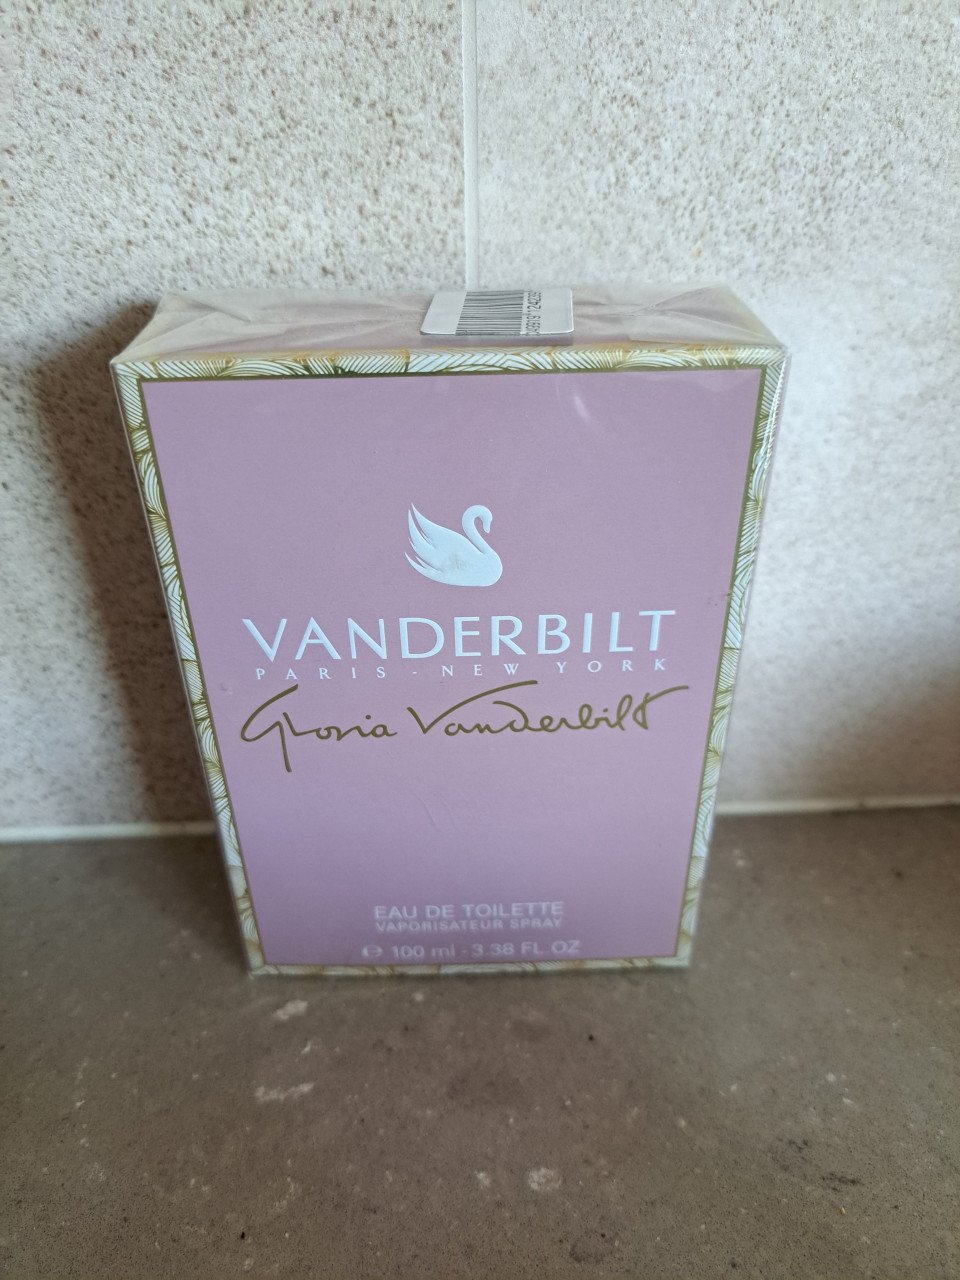 VANDERBILT
PARIS - NEW YORK
Gloria Vanderbilt
EAU DE TOILETTE
VAPORISATEUR SPRAY
℮ 100 ml - 3.38 FL. OZ